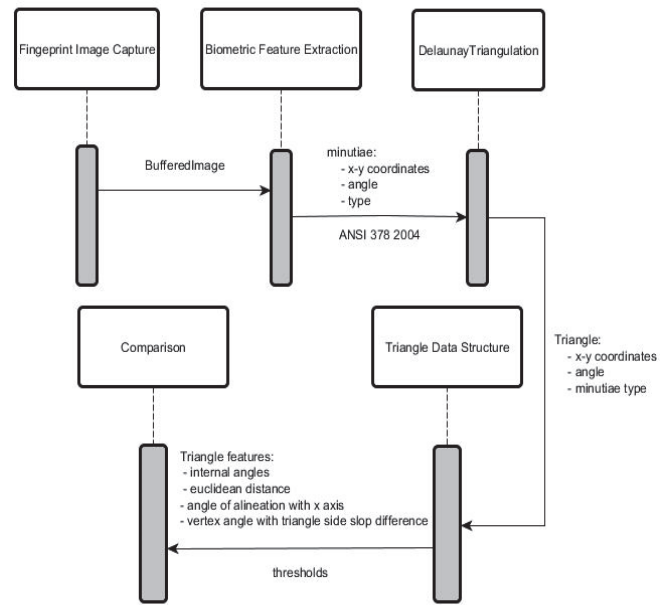 Fingeprint Image Capture
Biometric Feature Extraction
DelaunayTriangulation
BufferedImage
minutiae:
- x-y coordinates
- angle
- type
ANSI 378 2004
Comparison
Triangle Data Structure
Triangle:
- x-y coordinates
- angle
- minutiae type
Triangle features:
- internal angles
- euclidean distance
- angle of alineation with x axis
- vertex angle with triangle side slop difference
thresholds